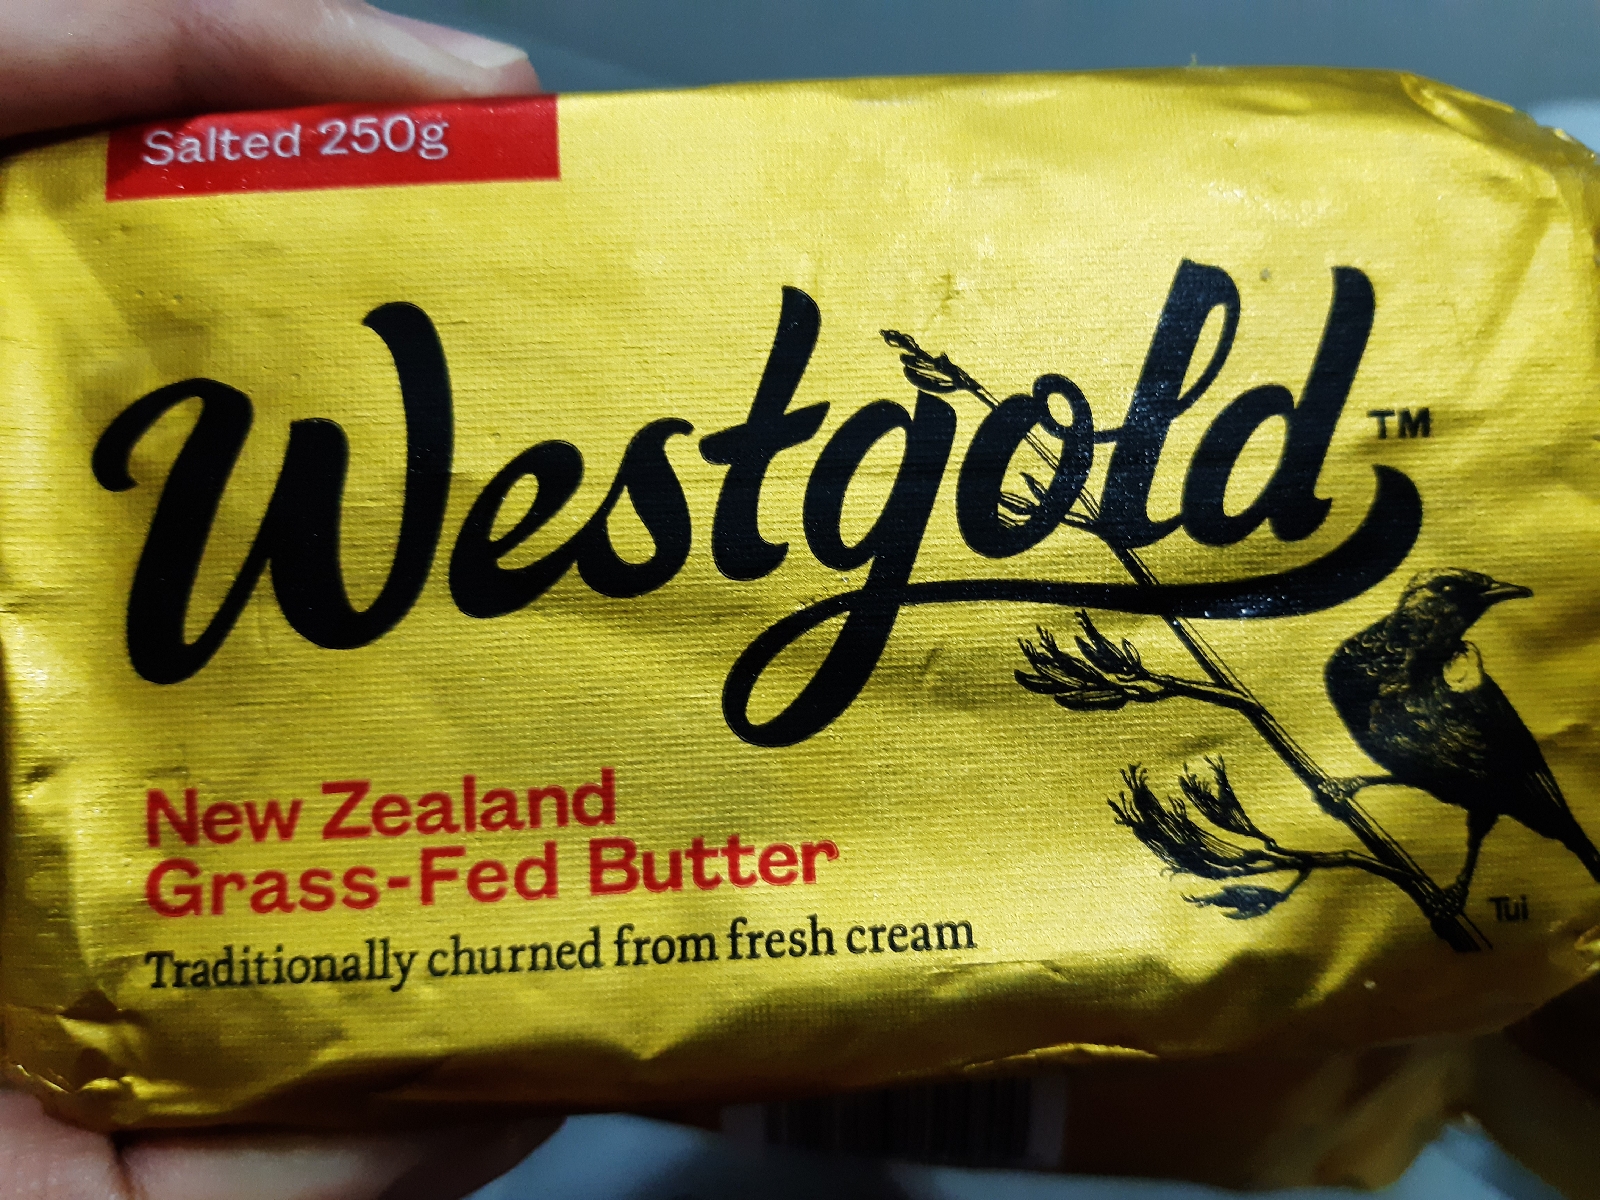 Salted 250g
Westgold™
New Zealand
Grass-Fed Butter
Traditionally churned from fresh cream
Tui